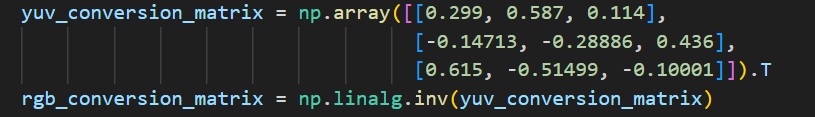 yuv_conversion_matrix = np.array([[0.299, 0.587, 0.114],
[-0.14713, -0.28886, 0.436],
[0.615, -0.51499, -0.10001]]).T
rgb_conversion_matrix = np.linalg.inv(yuv_conversion_matrix)